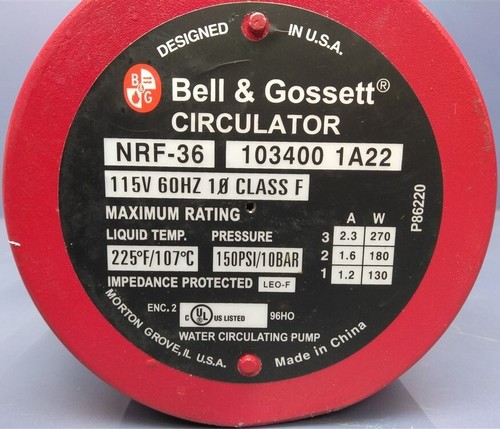 DESIGNED IN U.S.A.
B & G
Bell & Gossett®
CIRCULATOR
NRF-36 103400 1A22
115V 60HZ 1Ø CLASS F
MAXIMUM RATING
LIQUID TEMP. PRESSURE
225°F/107°C 150PSI/10BAR
IMPEDANCE PROTECTED LEO-F
A W
3 2.3 270
2 1.6 180
1 1.2 130
P86220
ENC. 2 C UL US LISTED 96HO
WATER CIRCULATING PUMP
MORTON GROVE, IL U.S.A.
Made in China